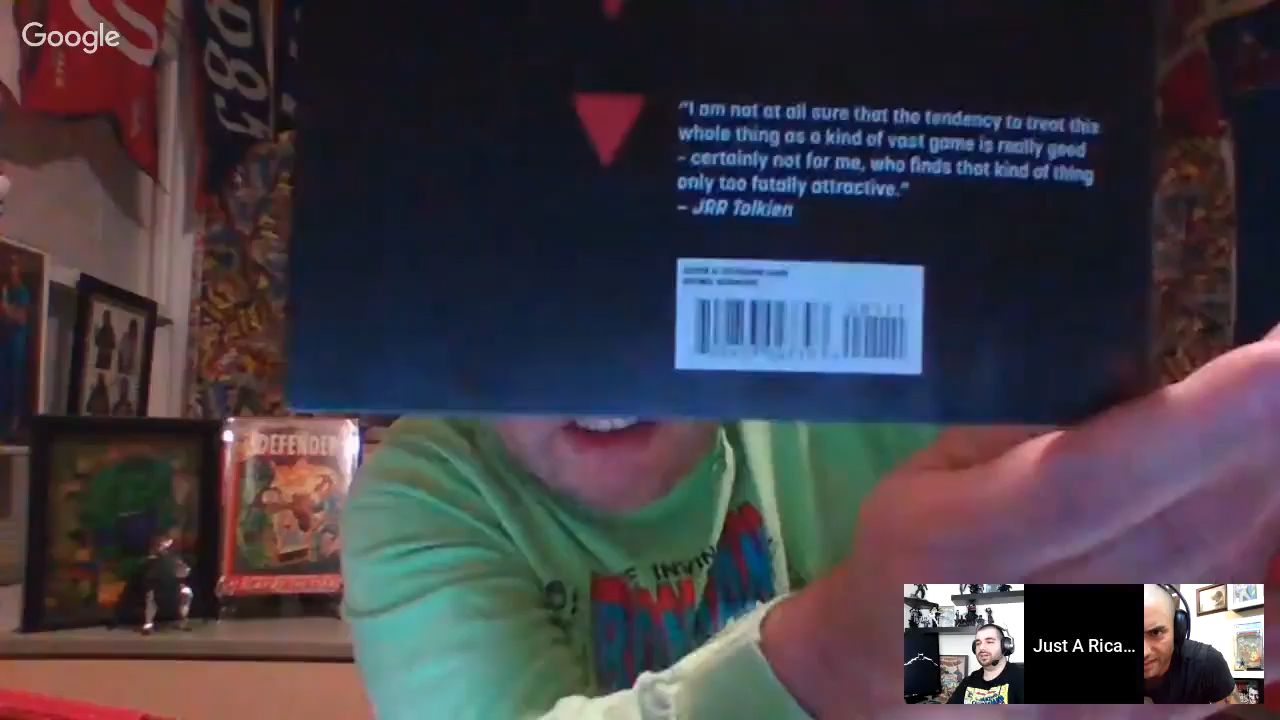 Google
"I am not at all sure that the tendency to treat this
whole thing as a kind of vast game is really good
- certainly not for me, who finds that kind of thing
only too fatally attractive."
- JRR Tolkien
DEFENDER
INVIN
Just A Rica...